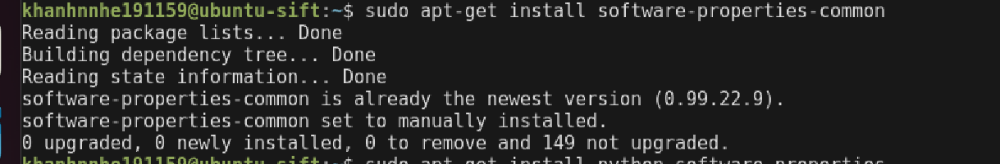 khanhnnhe191159@ubuntu-sift:~$ sudo apt-get install software-properties-common
Reading package lists... Done
Building dependency tree... Done
Reading state information... Done
software-properties-common is already the newest version (0.99.22.9).
software-properties-common set to manually installed.
0 upgraded, 0 newly installed, 0 to remove and 149 not upgraded.
khanhnnhe191159@ubuntu-sift:~$ sudo apt-get install python-software-properties